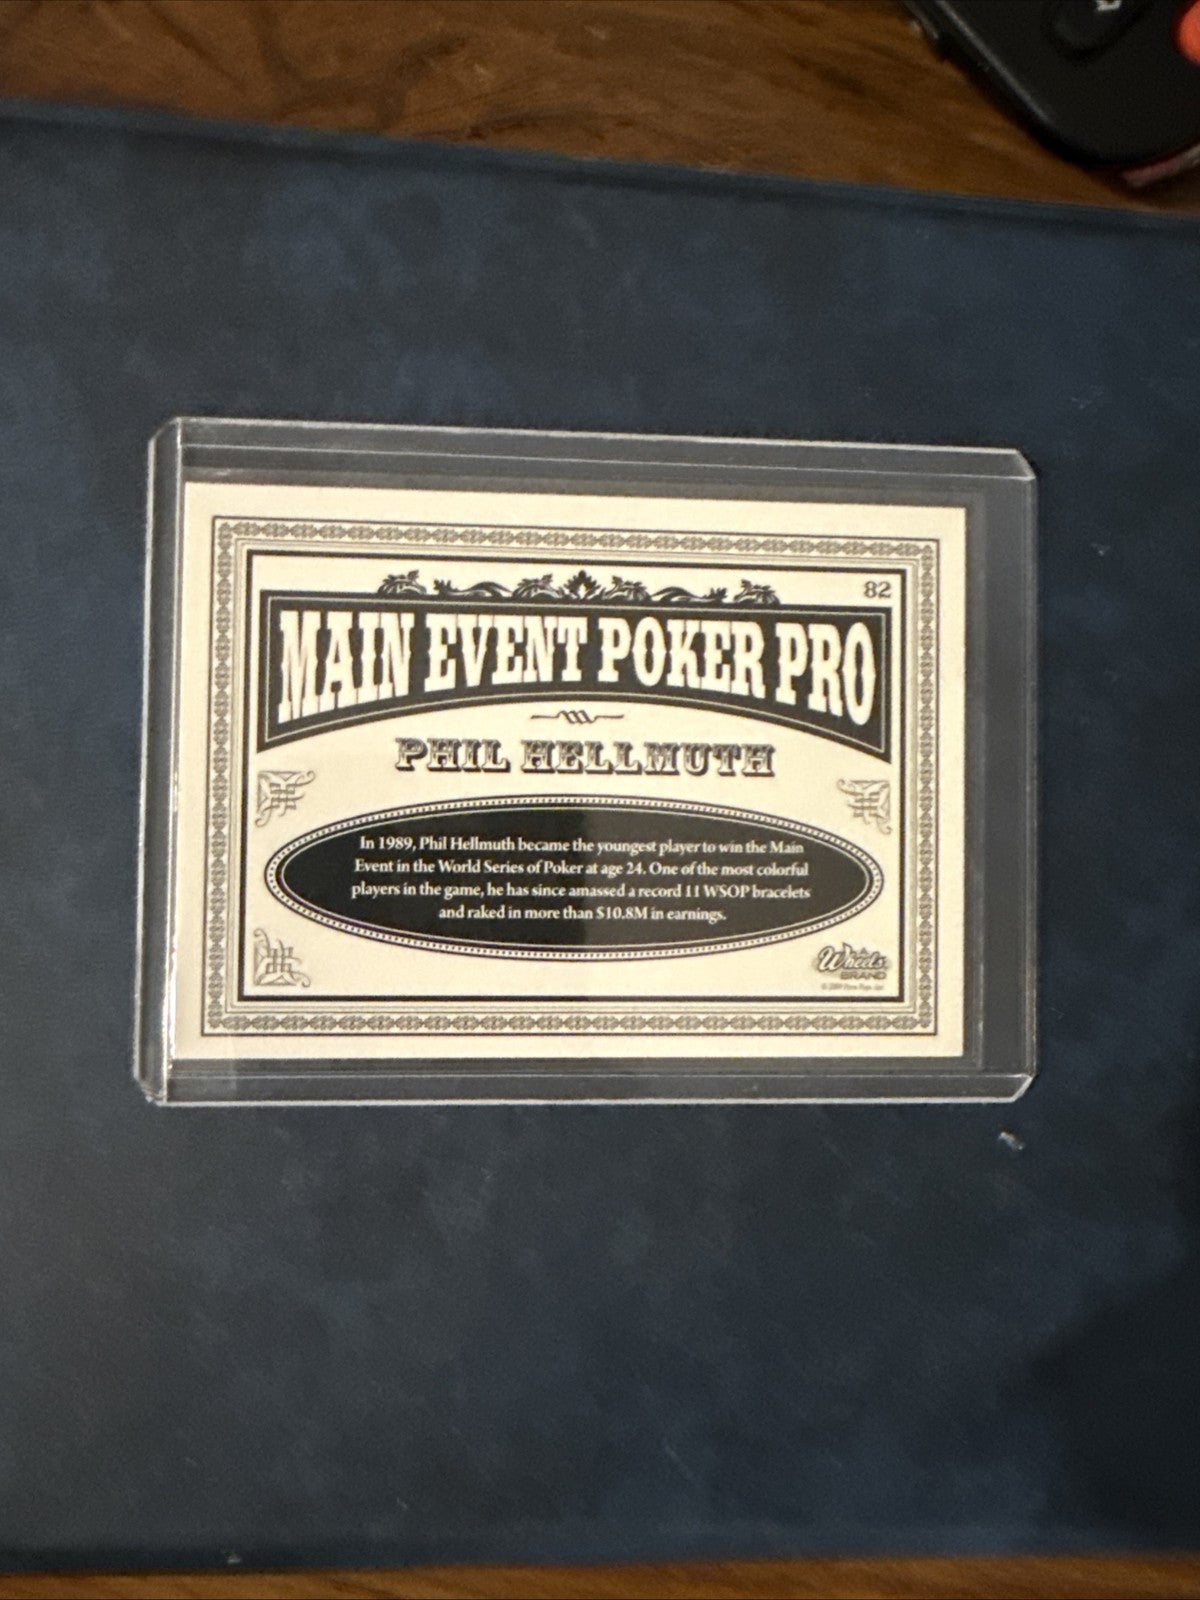 82
MAIN EVENT POKER PRO
PHIL HELLMUTH
In 1989, Phil Hellmuth became the youngest player to win the Main
Event in the World Series of Poker at age 24. One of the most colorful
players in the game, he has since amassed a record 11 WSOP bracelets
and raked in more than $10.8M in earnings.
Wheels
BRAND